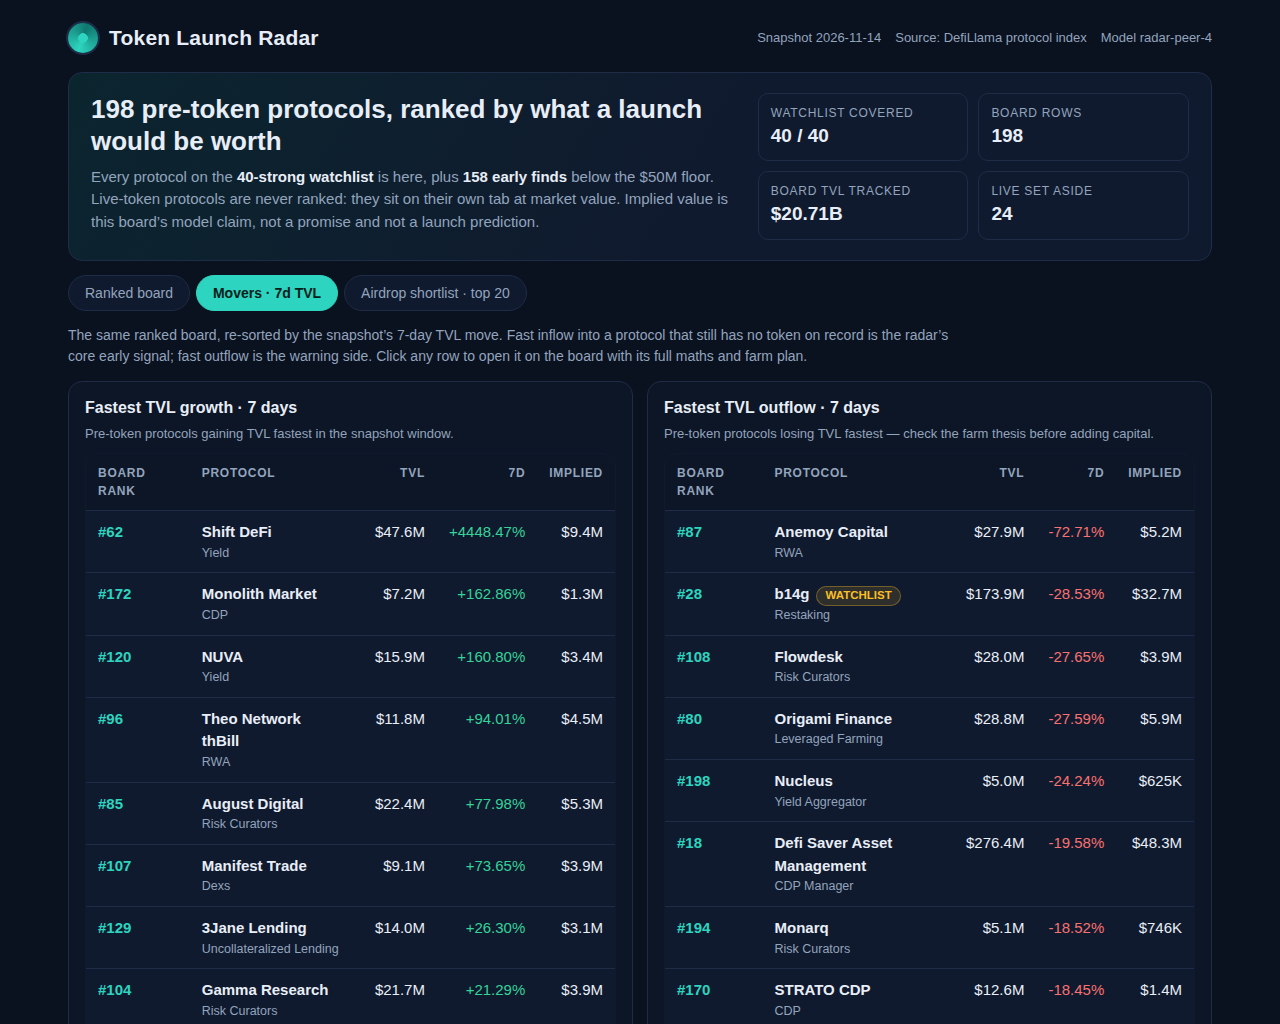 Token Launch Radar
Snapshot 2026-11-14 Source: DefiLlama protocol index Model radar-peer-4
198 pre-token protocols, ranked by what a launch
would be worth
Every protocol on the 40-strong watchlist is here, plus 158 early finds below the $50M floor.
Live-token protocols are never ranked: they sit on their own tab at market value. Implied value is
this board’s model claim, not a promise and not a launch prediction.
WATCHLIST COVERED
40 / 40
BOARD ROWS
198
BOARD TVL TRACKED
$20.71B
LIVE SET ASIDE
24
Ranked board
Movers · 7d TVL
Airdrop shortlist · top 20
The same ranked board, re-sorted by the snapshot’s 7-day TVL move. Fast inflow into a protocol that still has no token on record is the radar’s
core early signal; fast outflow is the warning side. Click any row to open it on the board with its full maths and farm plan.
Fastest TVL growth · 7 days
Pre-token protocols gaining TVL fastest in the snapshot window.
BOARD RANK PROTOCOL TVL 7D IMPLIED
#62 Shift DeFi $47.6M +4448.47% $9.4M
Yield
#172 Monolith Market $7.2M +162.86% $1.3M
CDP
#120 NUVA $15.9M +160.80% $3.4M
Yield
#96 Theo Network thBill $11.8M +94.01% $4.5M
RWA
#85 August Digital $22.4M +77.98% $5.3M
Risk Curators
#107 Manifest Trade $9.1M +73.65% $3.9M
Dexs
#129 3Jane Lending $14.0M +26.30% $3.1M
Uncollateralized Lending
#104 Gamma Research $21.7M +21.29% $3.9M
Risk Curators
Fastest TVL outflow · 7 days
Pre-token protocols losing TVL fastest — check the farm thesis before adding capital.
BOARD RANK PROTOCOL TVL 7D IMPLIED
#87 Anemoy Capital $27.9M -72.71% $5.2M
RWA
#28 b14g WATCHLIST $173.9M -28.53% $32.7M
Restaking
#108 Flowdesk $28.0M -27.65% $3.9M
Risk Curators
#80 Origami Finance $28.8M -27.59% $5.9M
Leveraged Farming
#198 Nucleus $5.0M -24.24% $625K
Yield Aggregator
#18 Defi Saver Asset Management $276.4M -19.58% $48.3M
CDP Manager
#194 Monarq $5.1M -18.52% $746K
Risk Curators
#170 STRATO CDP $12.6M -18.45% $1.4M
CDP